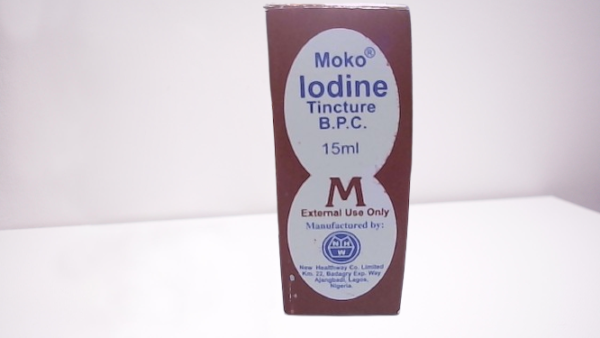 Moko®
Iodine
Tincture
B.P.C.
15ml
M
External Use Only
Manufactured by:
N H
W
New Healthway Co. Limited
Km. 22, Badagry Exp. Way
Ajangbadi, Lagos,
Nigeria.